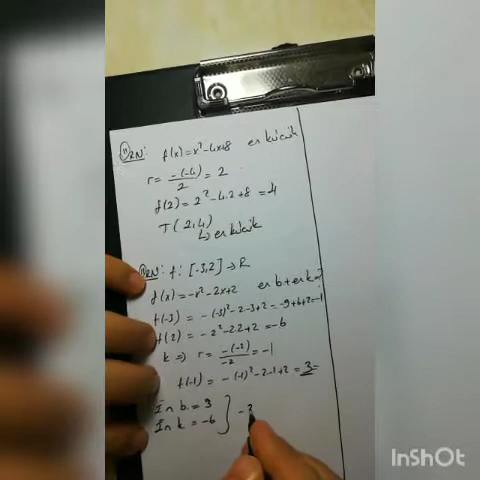 11 ÖRN: f(x)=x²-4x+8 en küçük
r= -(-4)/2 = 2
f(2)= 2²-4.2+8 = 4
T(2,4)
↳ en küçük
11 ÖRN: f: [-3,2] → R
f(x)=-x²-2x+2 en b+en k=?
f(-3) = -(-3)²-2.-3+2 = -9+6+2=-1
f(2) = -2²-2.2+2 = -6
k ⇒ r= -(-2)/-2 = -1
f(-1) = -(-1)²-2.-1+2 = 3
En b = 3
En k = -6 } -3
InShOt